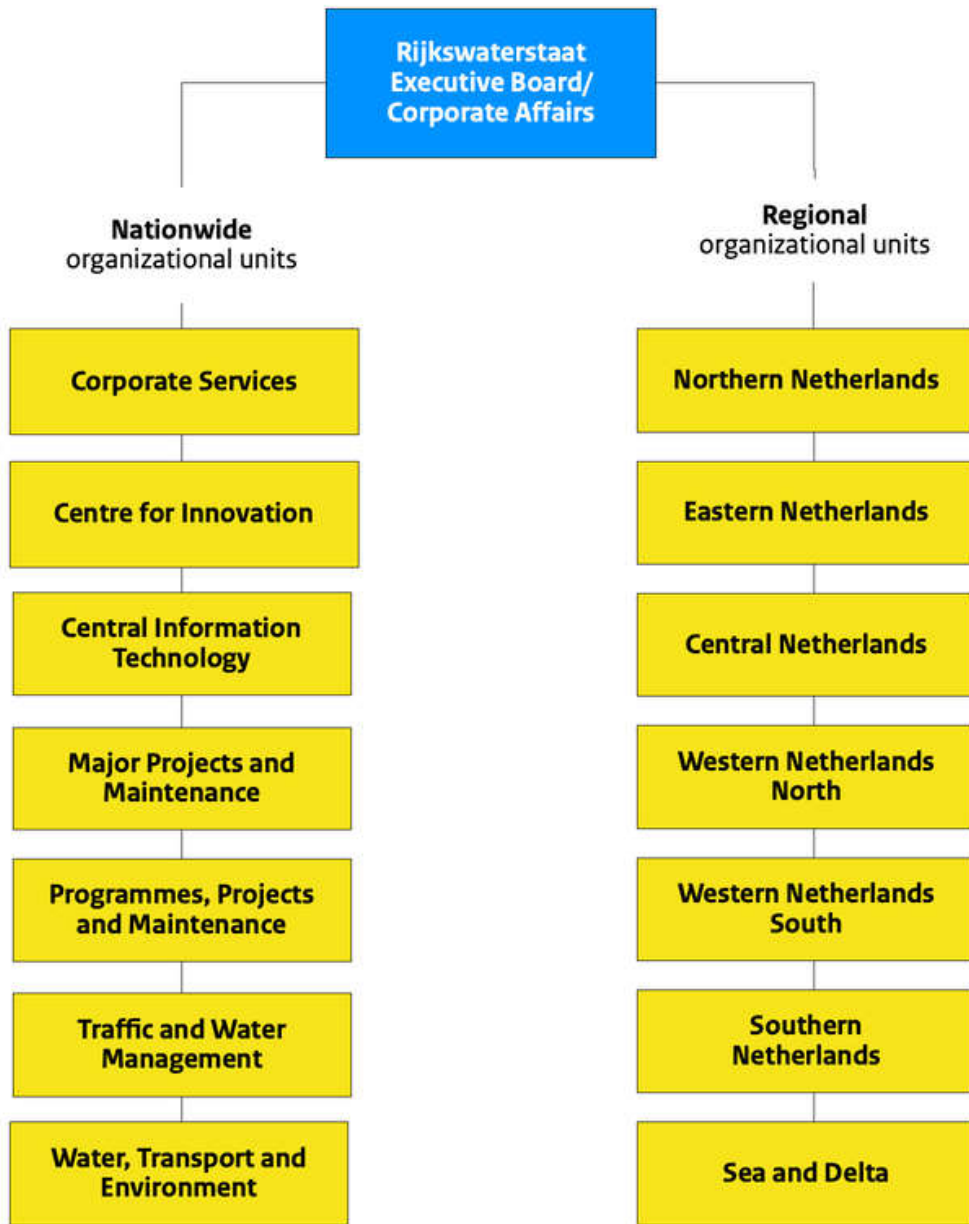 Rijkswaterstaat
Executive Board/
Corporate Affairs
Nationwide
organizational units
Corporate Services
Centre for Innovation
Central Information
Technology
Major Projects and
Maintenance
Programmes, Projects
and Maintenance
Traffic and Water
Management
Water, Transport and
Environment
Regional
organizational units
Northern Netherlands
Eastern Netherlands
Central Netherlands
Western Netherlands
North
Western Netherlands
South
Southern
Netherlands
Sea and Delta